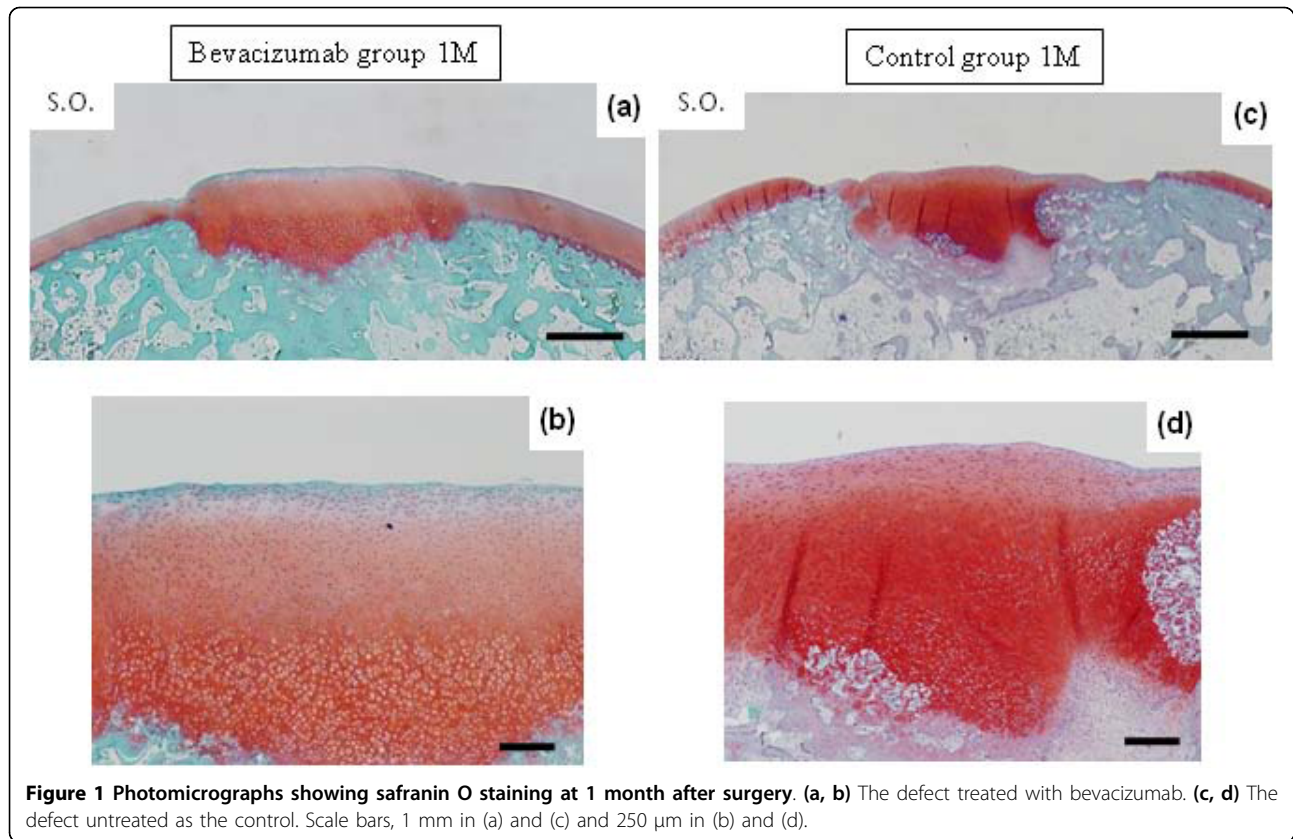 Bevacizumab group 1M
Control group 1M
S.O.
(a)
S.O.
(c)
(b)
(d)
Figure 1 Photomicrographs showing safranin O staining at 1 month after surgery. (a, b) The defect treated with bevacizumab. (c, d) The
defect untreated as the control. Scale bars, 1 mm in (a) and (c) and 250 μm in (b) and (d).